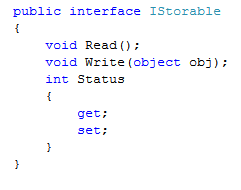 public interface IStorable
{
    void Read();
    void Write(object obj);
    int Status
    {
        get;
        set;
    }
}